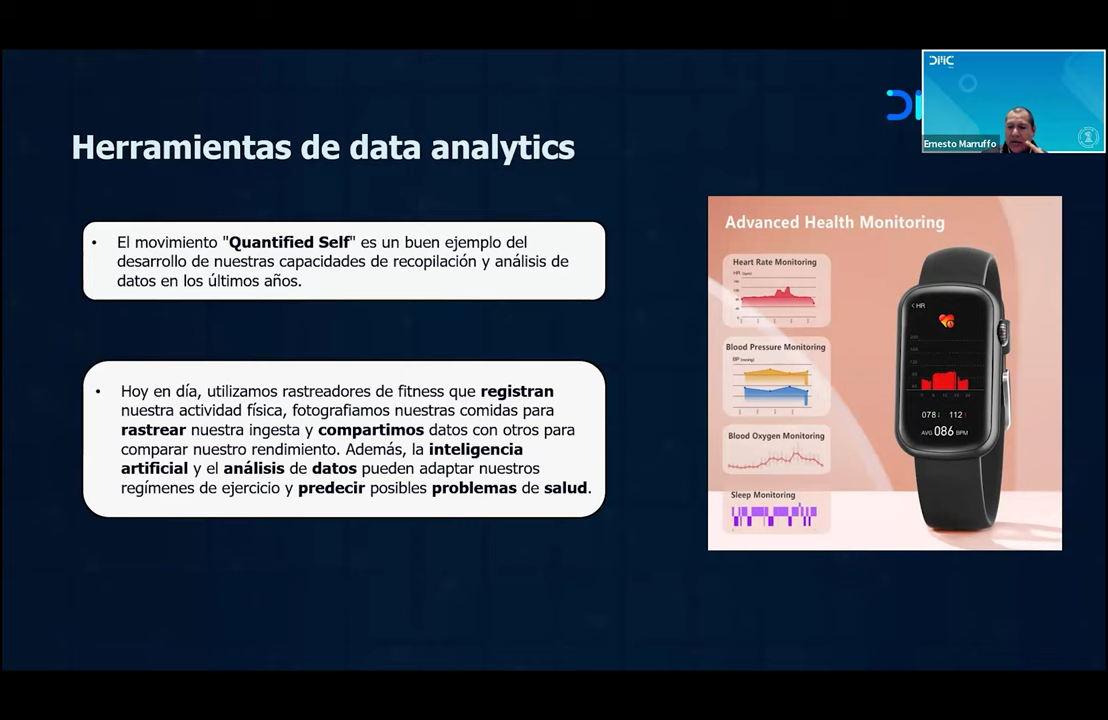 DMC
Ernesto Marruffo
Herramientas de data analytics
• El movimiento "Quantified Self" es un buen ejemplo del
desarrollo de nuestras capacidades de recopilación y análisis de
datos en los últimos años.
• Hoy en día, utilizamos rastreadores de fitness que registran
nuestra actividad física, fotografiamos nuestras comidas para
rastrear nuestra ingesta y compartimos datos con otros para
comparar nuestro rendimiento. Además, la inteligencia
artificial y el análisis de datos pueden adaptar nuestros
regímenes de ejercicio y predecir posibles problemas de salud.
Advanced Health Monitoring
Heart Rate Monitoring
HR
Blood Pressure Monitoring
BP
Blood Oxygen Monitoring
Sleep Monitoring
< HR
078↓ 112↑
AVG 086 BPM